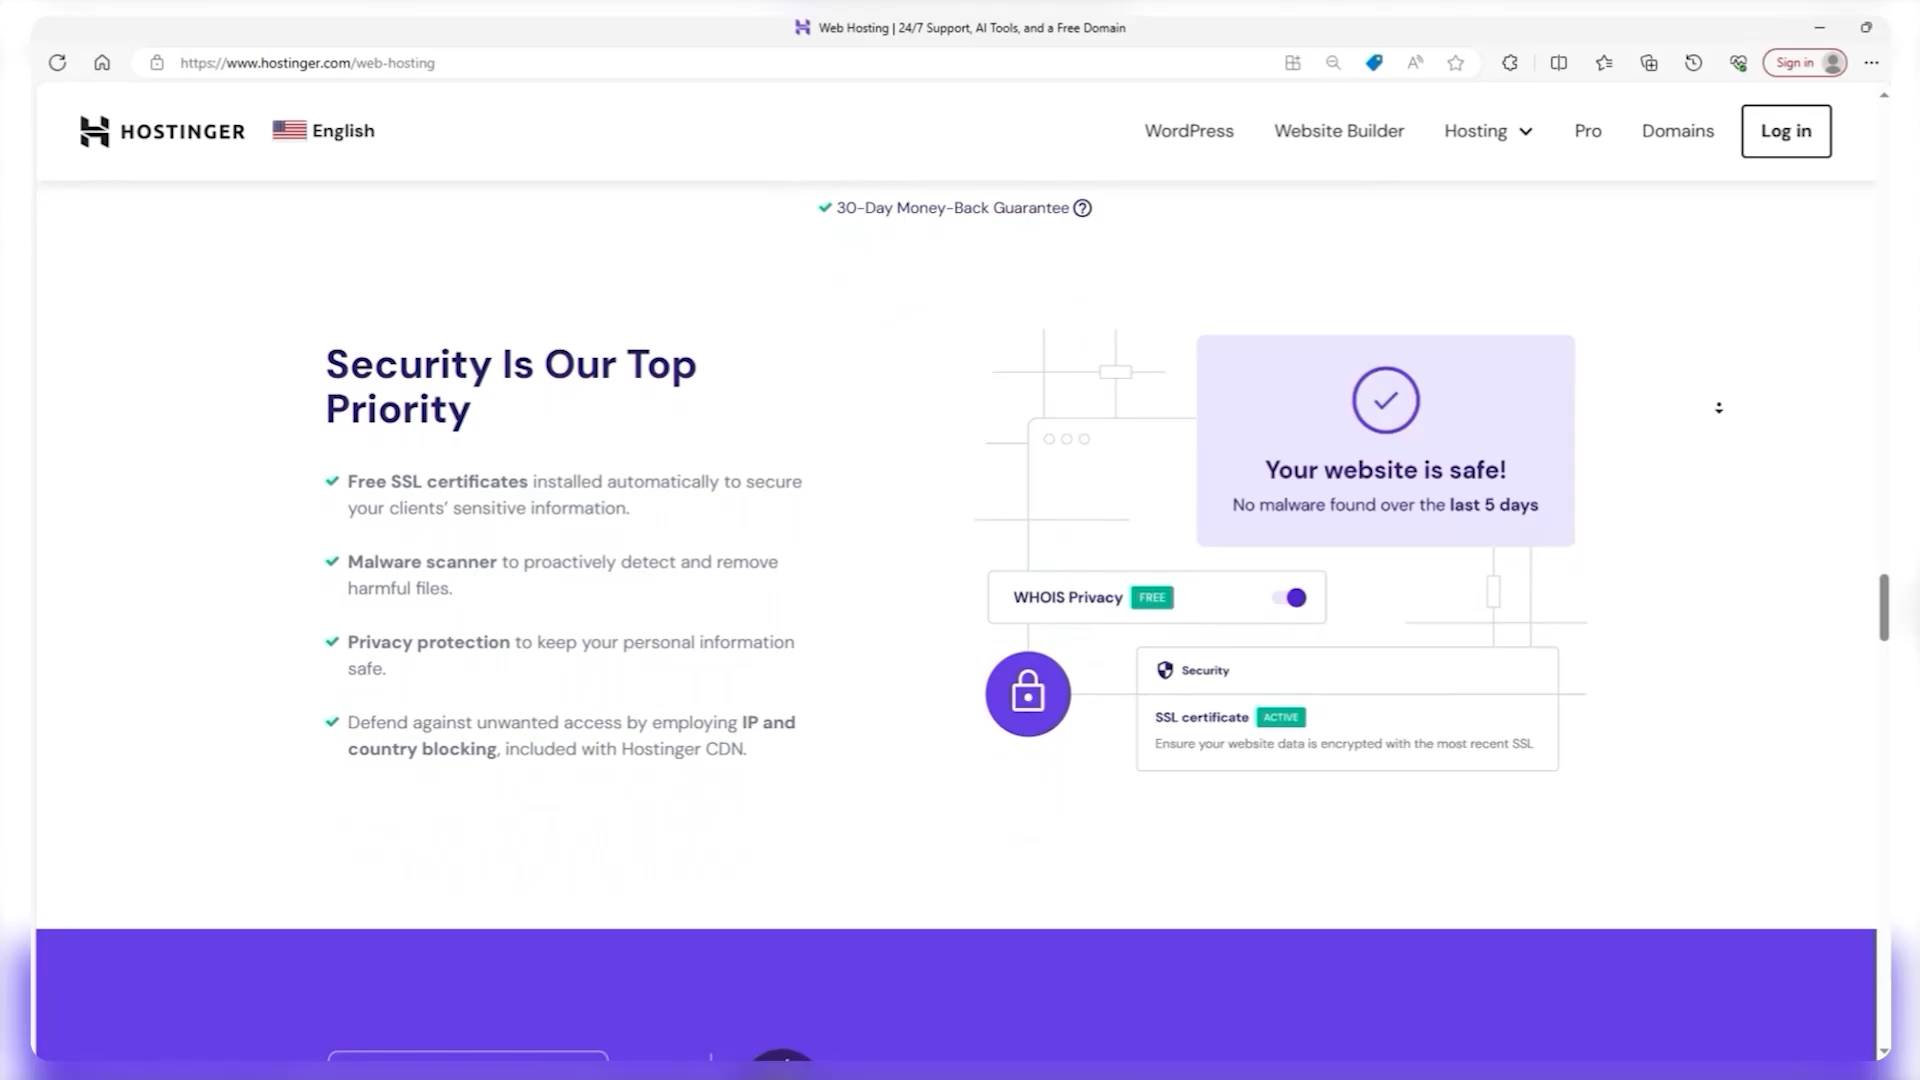 Web Hosting | 24/7 Support, AI Tools, and a Free Domain
https://www.hostinger.com/web-hosting
Sign in
HOSTINGER English
WordPress Website Builder Hosting Pro Domains Log in
30-Day Money-Back Guarantee
Security Is Our Top
Priority
Free SSL certificates installed automatically to secure
your clients’ sensitive information.
Malware scanner to proactively detect and remove
harmful files.
Privacy protection to keep your personal information
safe.
Defend against unwanted access by employing IP and
country blocking, included with Hostinger CDN.
Your website is safe!
No malware found over the last 5 days
WHOIS Privacy FREE
Security
SSL certificate ACTIVE
Ensure your website data is encrypted with the most recent SSL